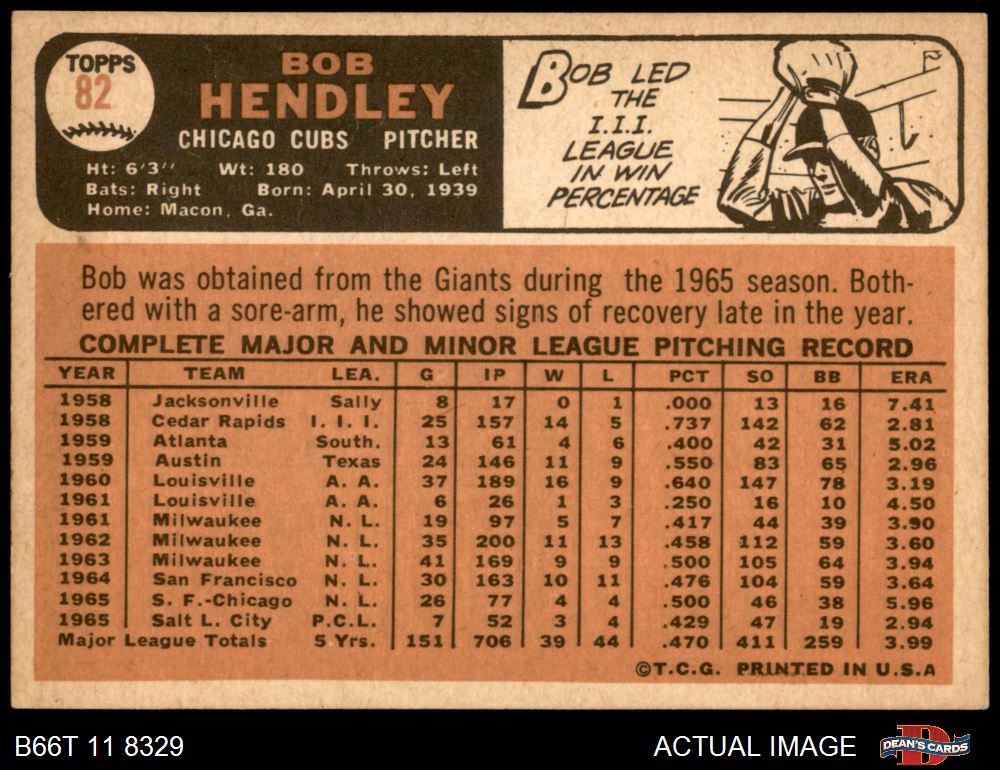 TOPPS
82
BOB
HENDLEY
CHICAGO CUBS PITCHER
Ht: 6'3" Wt: 180 Throws: Left
Bats: Right Born: April 30, 1939
Home: Macon, Ga.
BOB LED
THE
I.I.I.
LEAGUE
IN WIN
PERCENTAGE
Bob was obtained from the Giants during the 1965 season. Both-
ered with a sore-arm, he showed signs of recovery late in the year.
COMPLETE MAJOR AND MINOR LEAGUE PITCHING RECORD
YEAR TEAM LEA. G IP W L PCT SO BB ERA
1958 Jacksonville Sally 8 17 0 1 .000 13 16 7.41
1958 Cedar Rapids I. I. I. 25 157 14 5 .737 142 62 2.81
1959 Atlanta South. 13 61 4 6 .400 42 31 5.02
1959 Austin Texas 24 146 11 9 .550 83 65 2.96
1960 Louisville A. A. 37 189 16 9 .640 147 78 3.19
1961 Louisville A. A. 6 26 1 3 .250 16 10 4.50
1961 Milwaukee N. L. 19 97 5 7 .417 44 39 3.90
1962 Milwaukee N. L. 35 200 11 13 .458 112 59 3.60
1963 Milwaukee N. L. 41 169 9 9 .500 105 64 3.94
1964 San Francisco N. L. 30 163 10 11 .476 104 59 3.64
1965 S. F.-Chicago N. L. 26 77 4 4 .500 46 38 5.96
1965 Salt L. City P.C.L. 7 52 3 4 .429 47 19 2.94
Major League Totals 5 Yrs. 151 706 39 44 .470 411 259 3.99
©T.C.G. PRINTED IN U.S.A
B66T 11 8329
ACTUAL IMAGE
D
DEAN'S CARDS